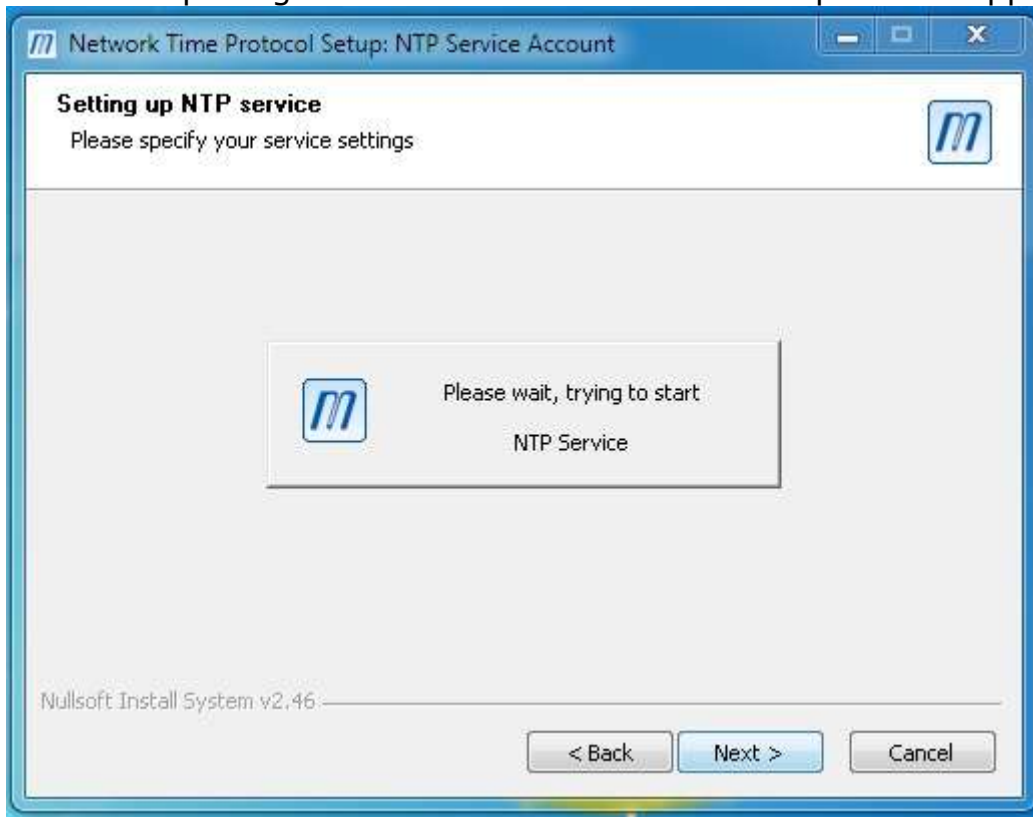 Network Time Protocol Setup: NTP Service Account
Setting up NTP service
Please specify your service settings
Please wait, trying to start
NTP Service
Nullsoft Install System v2.46
< Back
Next >
Cancel